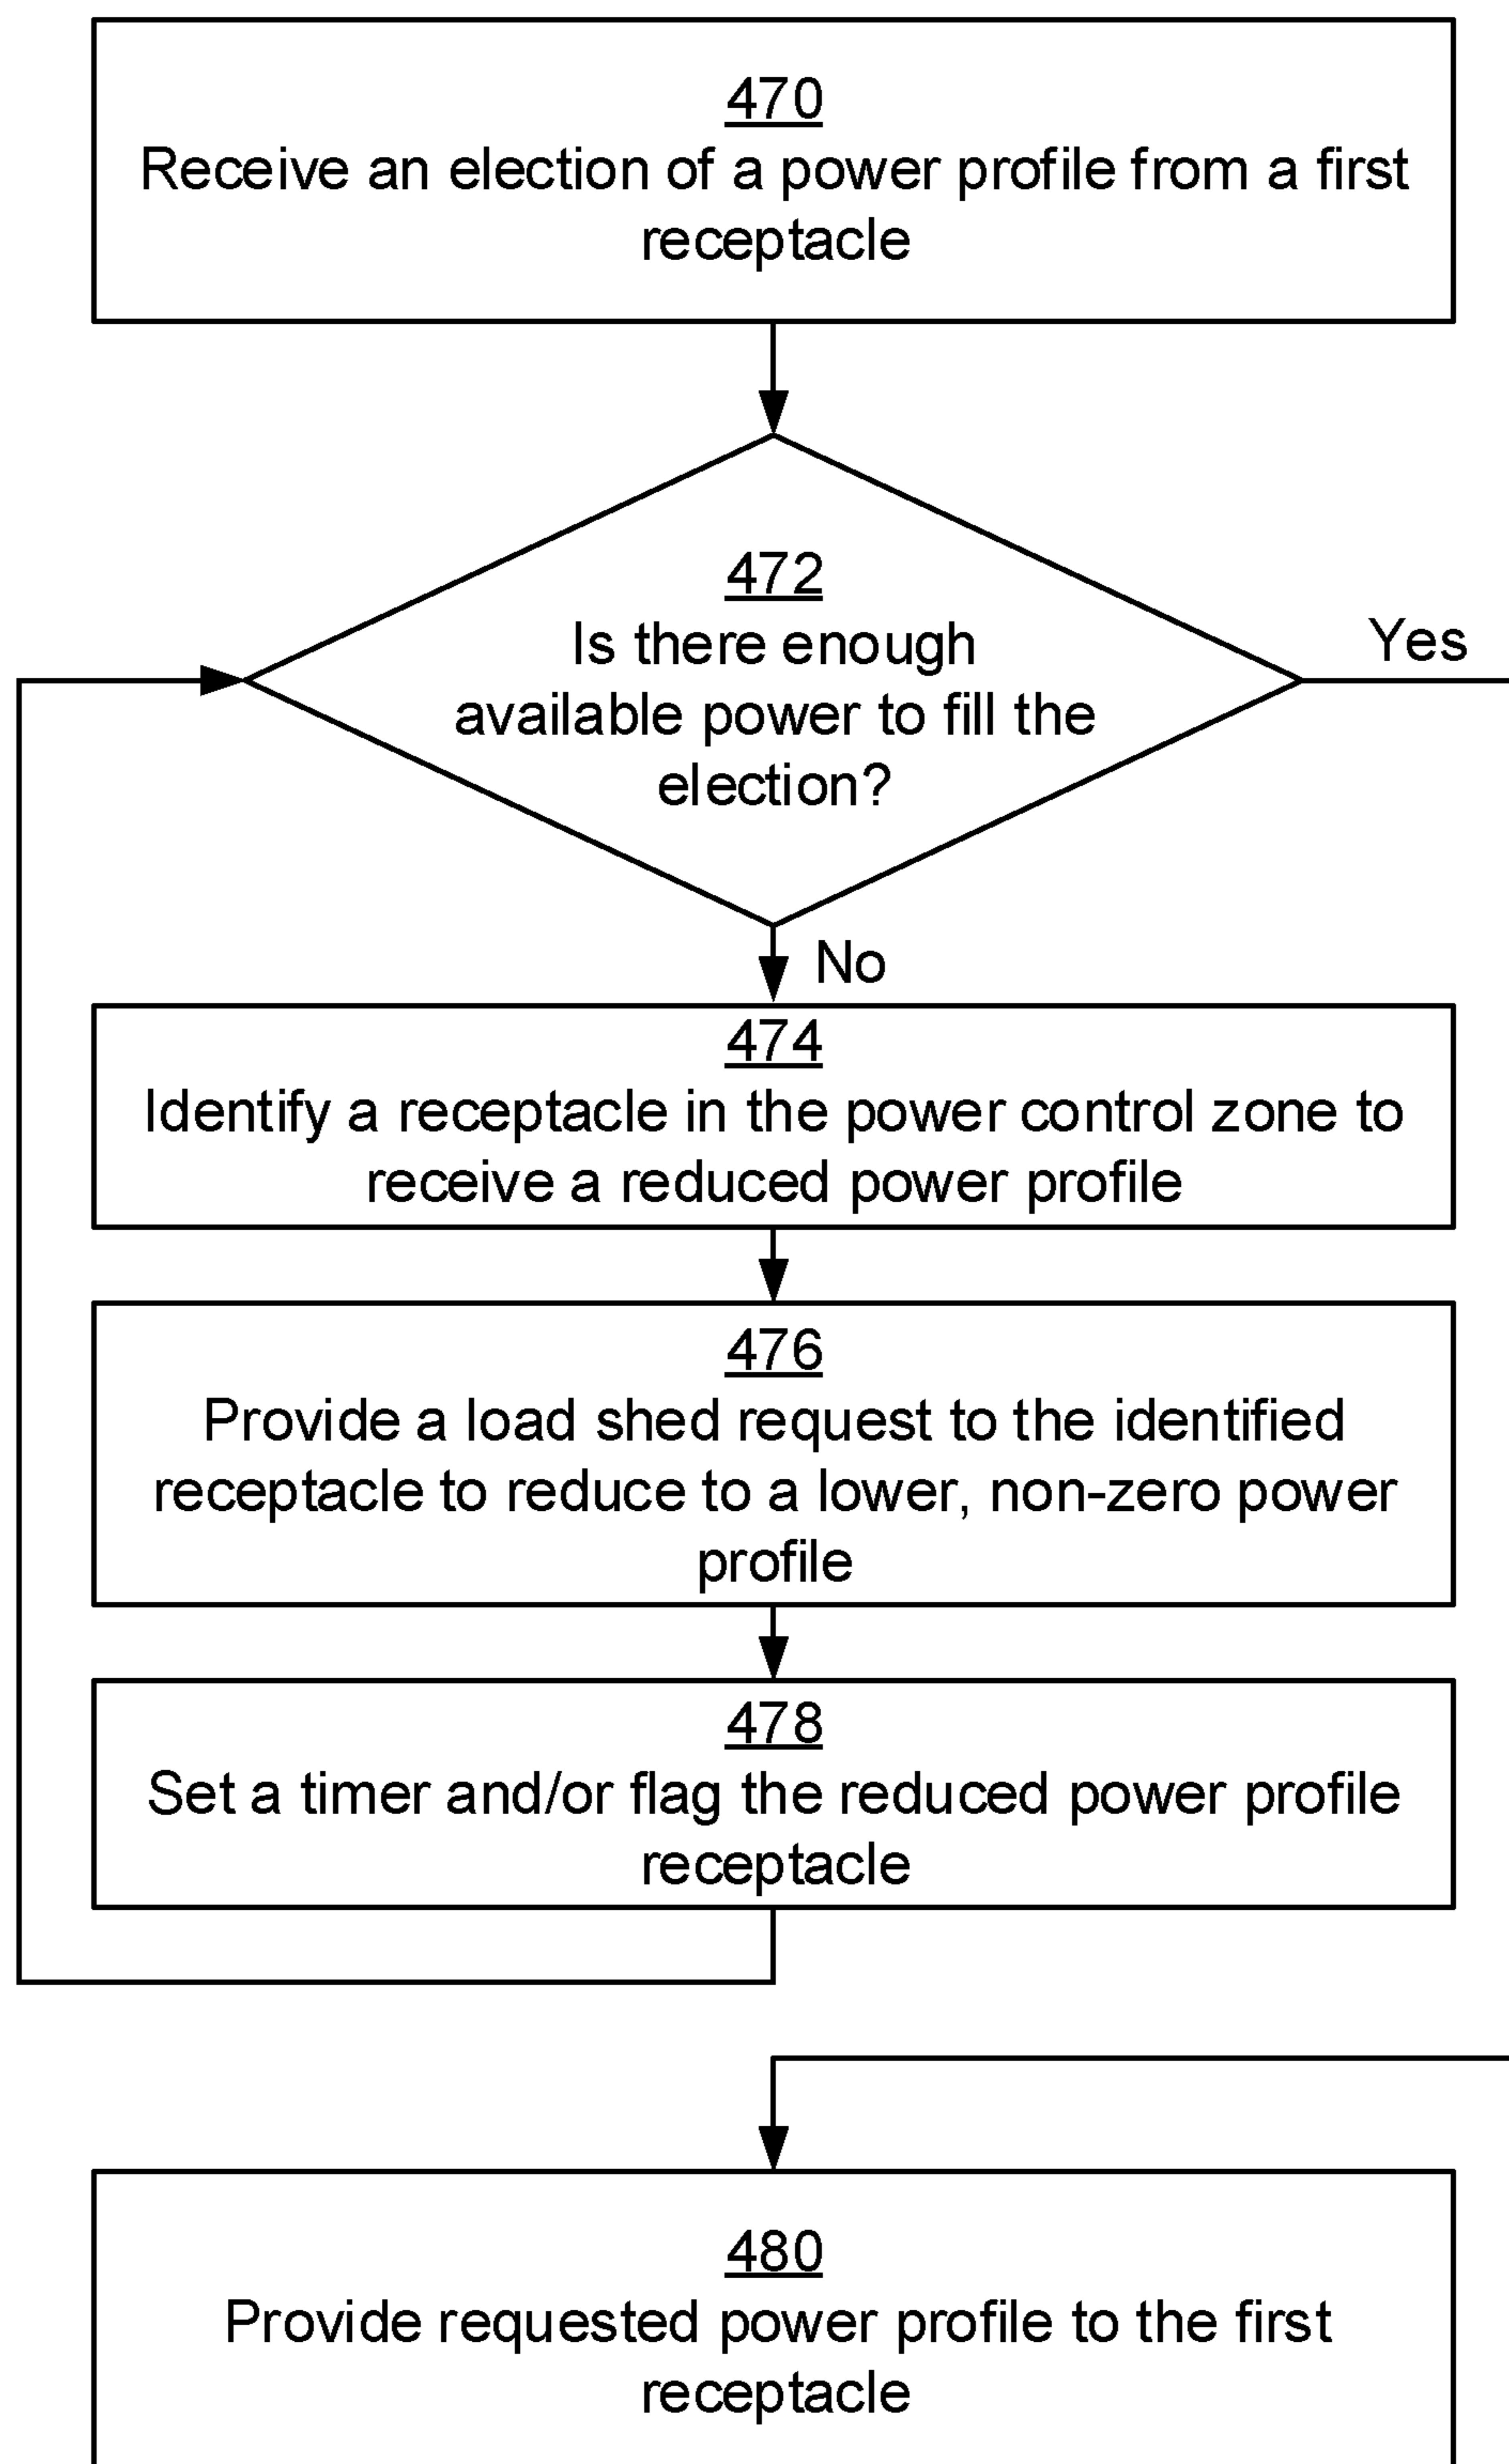 470
Receive an election of a power profile from a first
receptacle
472
Is there enough
available power to fill the
election?
Yes
No
474
Identify a receptacle in the power control zone to
receive a reduced power profile
476
Provide a load shed request to the identified
receptacle to reduce to a lower, non-zero power
profile
478
Set a timer and/or flag the reduced power profile
receptacle
480
Provide requested power profile to the first
receptacle